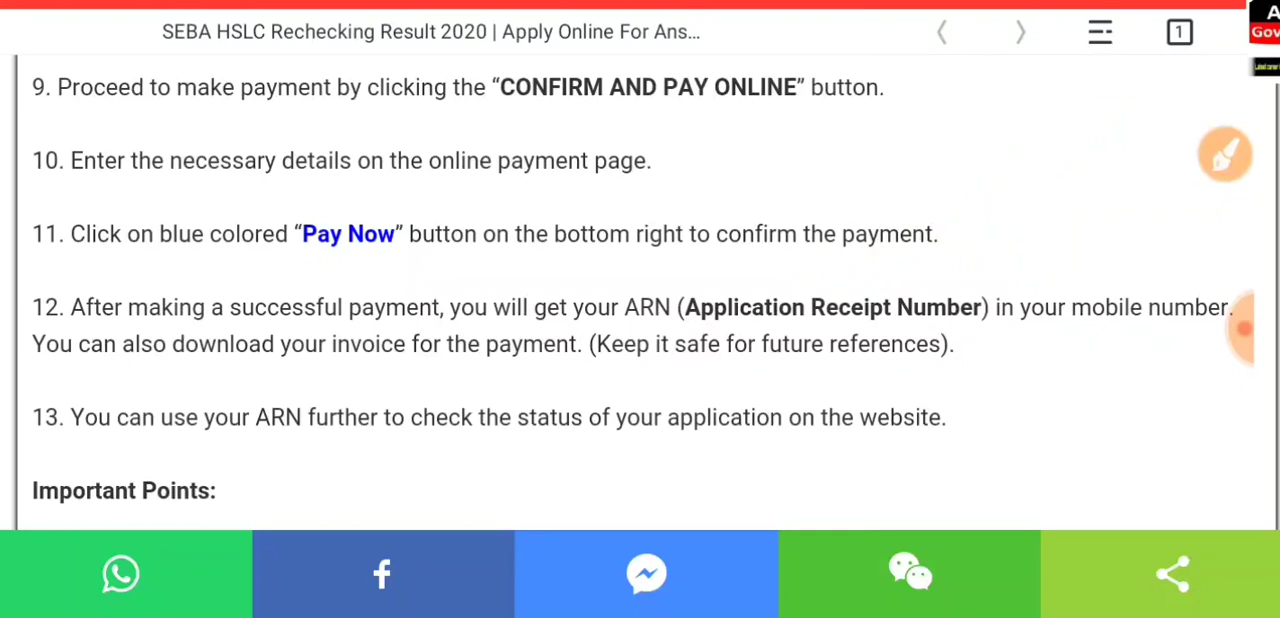 SEBA HSLC Rechecking Result 2020 | Apply Online For Ans...
1
A
Gov
9. Proceed to make payment by clicking the “CONFIRM AND PAY ONLINE” button.
10. Enter the necessary details on the online payment page.
11. Click on blue colored “Pay Now” button on the bottom right to confirm the payment.
12. After making a successful payment, you will get your ARN (Application Receipt Number) in your mobile number.
You can also download your invoice for the payment. (Keep it safe for future references).
13. You can use your ARN further to check the status of your application on the website.
Important Points: